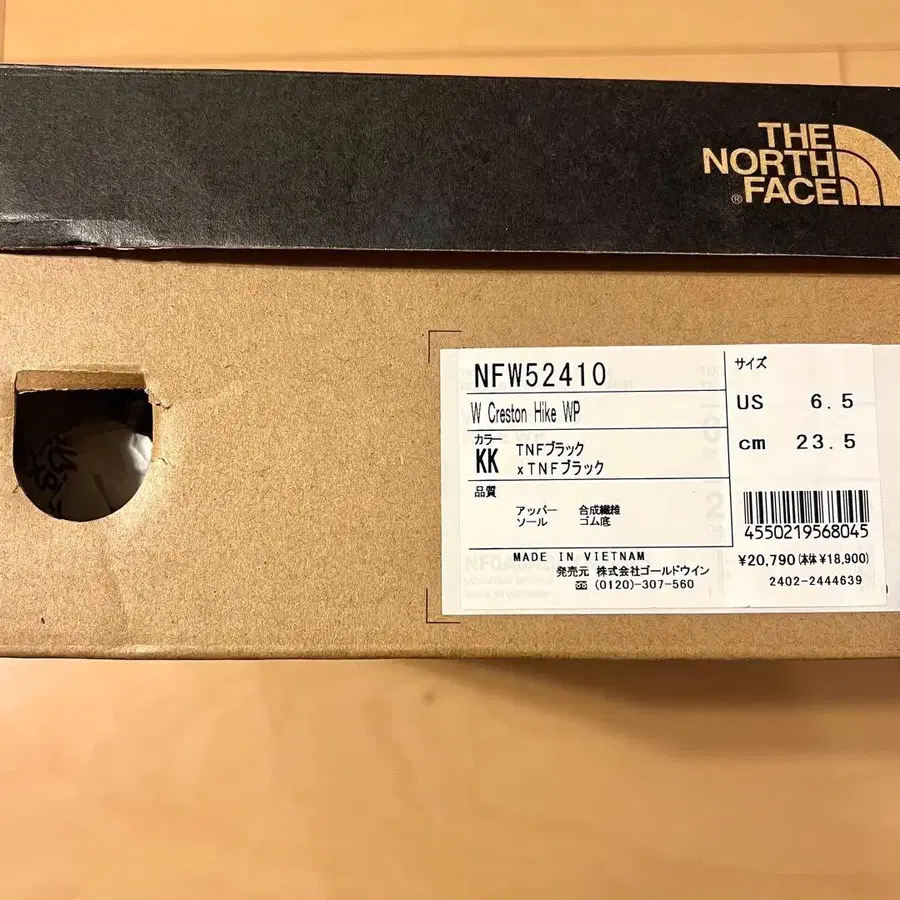 THE
NORTH
FACE
®
NFW52410
W Creston Hike WP
カラー
KK
TNFブラック
xTNFブラック
品質
アッパー 合成繊維
ソール ゴム底
MADE IN VIETNAM
発売元 株式会社ゴールドウイン
☎ (0120)-307-560
サイズ
US 6.5
cm 23.5
4550219568045
¥20,790(本体¥18,900)
2402-2444639